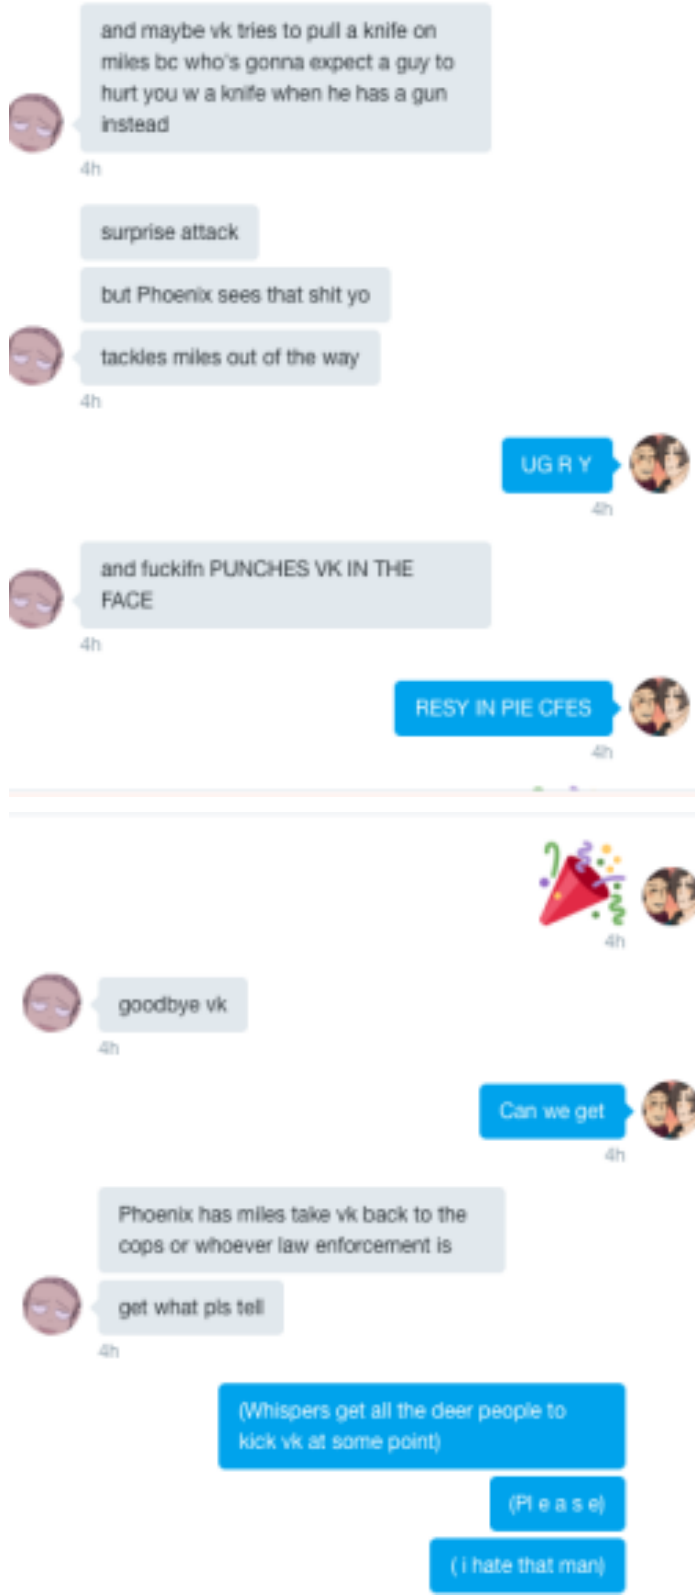 and maybe vk tries to pull a knife on
miles bc who's gonna expect a guy to
hurt you w a knife when he has a gun
instead
4h
surprise attack
but Phoenix sees that shit yo
tackles miles out of the way
4h
UG R Y
4h
and fuckifn PUNCHES VK IN THE
FACE
4h
RESY IN PIE CFES
4h
4h
goodbye vk
4h
Can we get
4h
Phoenix has miles take vk back to the
cops or whoever law enforcement is
get what pls tell
4h
(Whispers get all the deer people to
kick vk at some point)
(Pl e a s e)
( i hate that man)